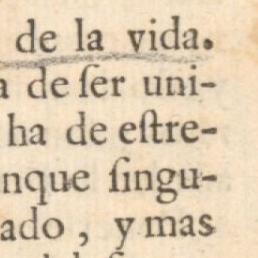 de la vida.
a de ſer uni-
ha de eſtre-
nque ſingu-
ado, y mas